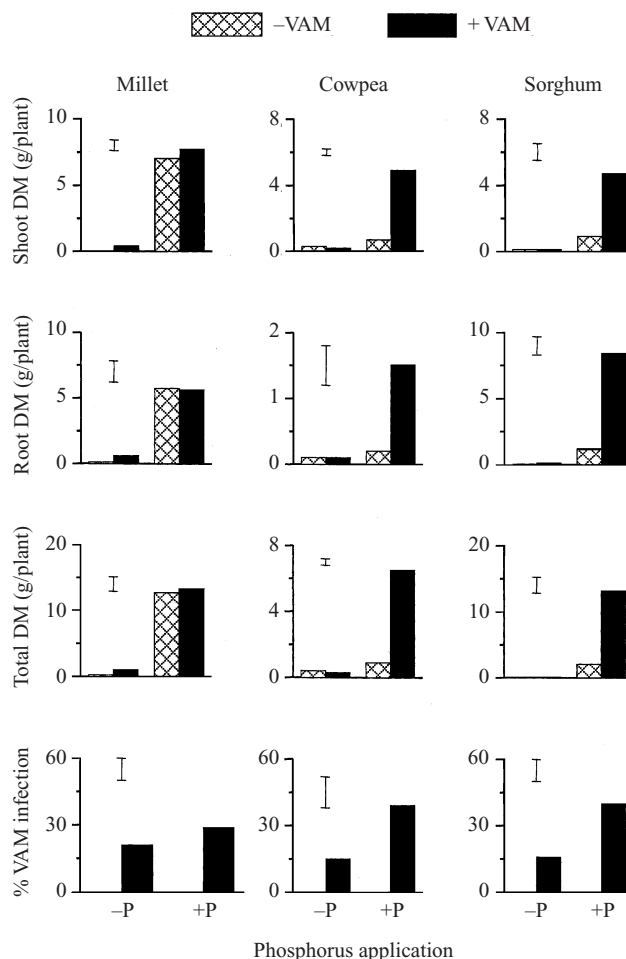 –VAM + VAM
Millet Cowpea Sorghum
Shoot DM (g/plant)
10 8 8
5 4 4
0 0 0
Root DM (g/plant)
10 2 10
5 1 5
0 0 0
Total DM (g/plant)
20 8 20
10 4 10
0 0 0
% VAM infection
60 60 60
30 30 30
0 0 0
–P +P –P +P –P +P
Phosphorus application